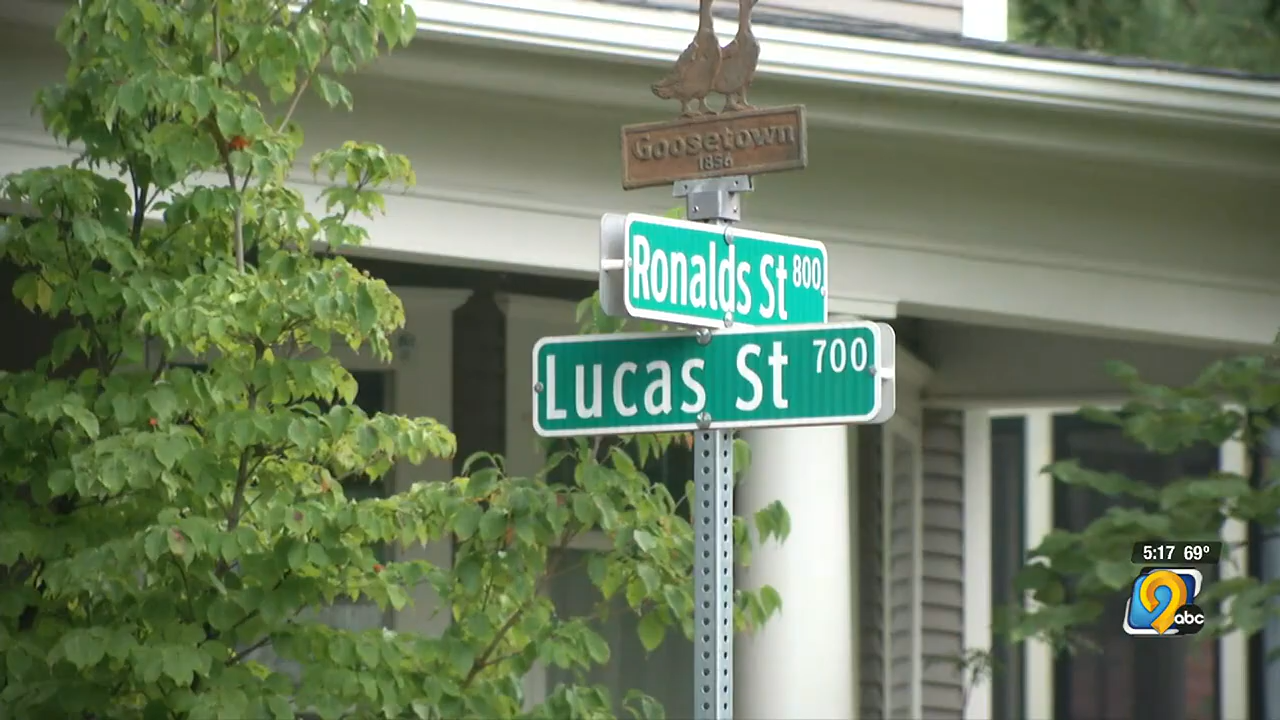 Goosetown
1856
Ronalds St 800
Lucas St 700
5:17 69°
9
abc